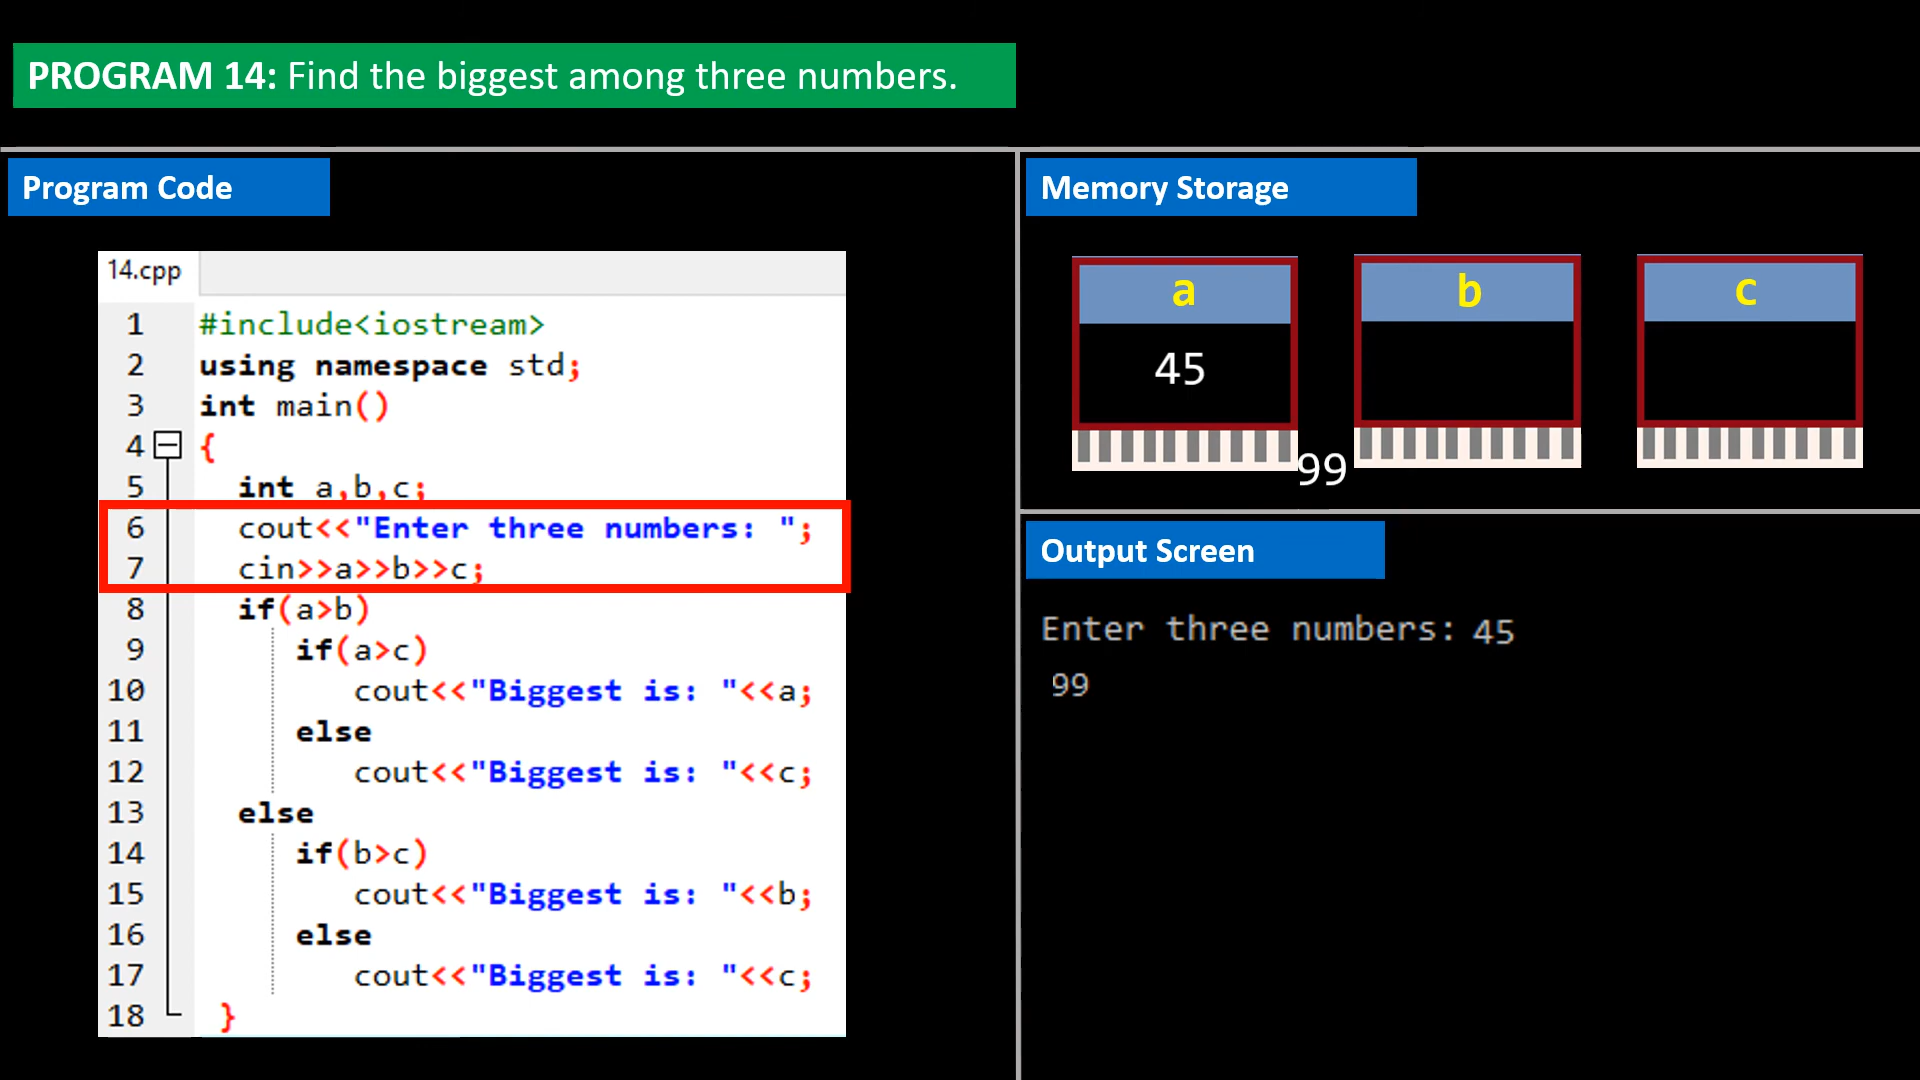 PROGRAM 14: Find the biggest among three numbers.
Program Code
14.cpp
1 #include<iostream>
2 using namespace std;
3 int main()
4 {
5 int a,b,c;
6 cout<<"Enter three numbers: ";
7 cin>>a>>b>>c;
8 if(a>b)
9 if(a>c)
10 cout<<"Biggest is: "<<a;
11 else
12 cout<<"Biggest is: "<<c;
13 else
14 if(b>c)
15 cout<<"Biggest is: "<<b;
16 else
17 cout<<"Biggest is: "<<c;
18 }
Memory Storage
a b c
45
99
Output Screen
Enter three numbers: 45
99